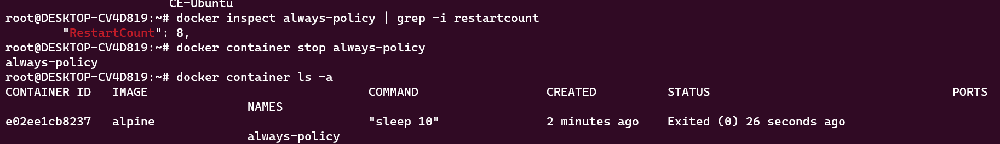 CE-Ubuntu
root@DESKTOP-CV4D819:~# docker inspect always-policy | grep -i restartcount
"RestartCount": 8,
root@DESKTOP-CV4D819:~# docker container stop always-policy
always-policy
root@DESKTOP-CV4D819:~# docker container ls -a
CONTAINER ID IMAGE COMMAND CREATED STATUS PORTS
NAMES
e02ee1cb8237 alpine "sleep 10" 2 minutes ago Exited (0) 26 seconds ago
always-policy